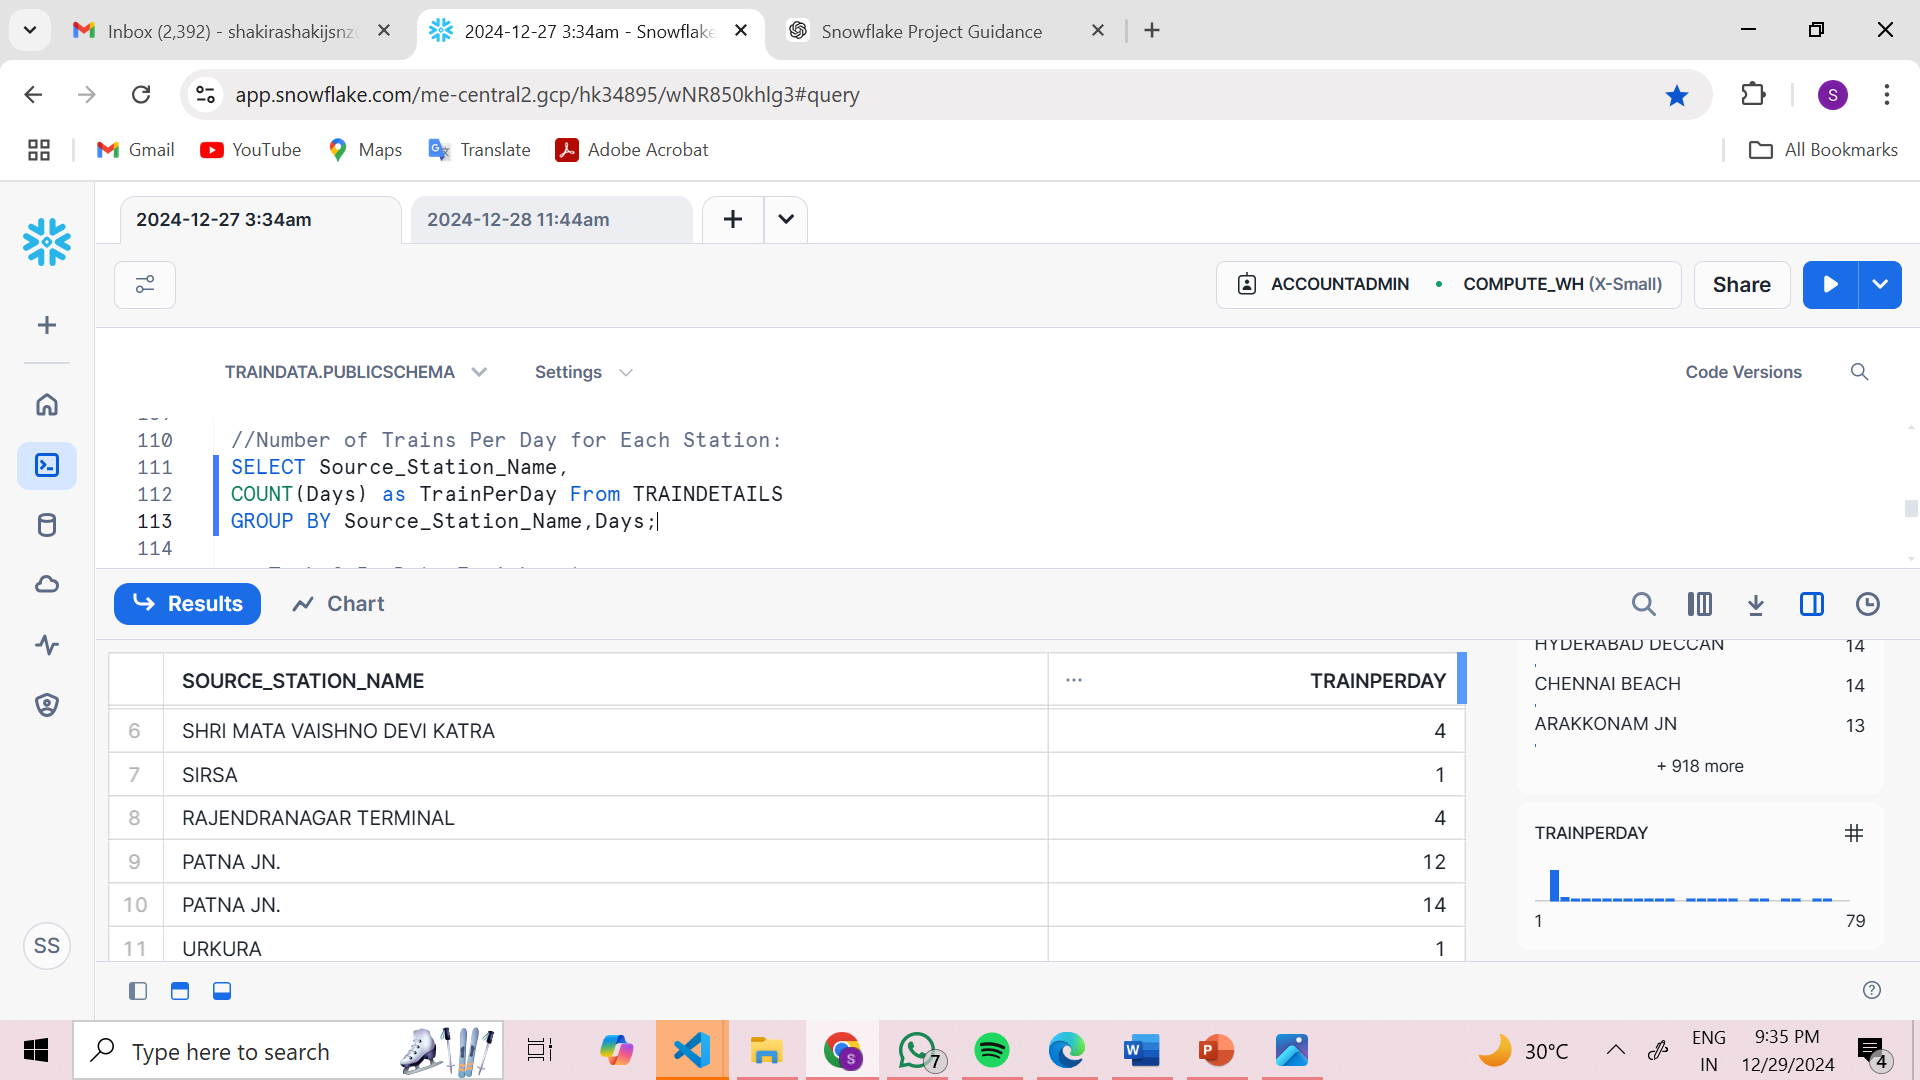 Inbox (2,392) - shakirashakijsnz
2024-12-27 3:34am - Snowflake
Snowflake Project Guidance
app.snowflake.com/me-central2.gcp/hk34895/wNR850khlg3#query
S
Gmail
YouTube
Maps
Translate
Adobe Acrobat
All Bookmarks
2024-12-27 3:34am
2024-12-28 11:44am
ACCOUNTADMIN
COMPUTE_WH (X-Small)
Share
TRAINDATA.PUBLICSCHEMA
Settings
Code Versions
110 //Number of Trains Per Day for Each Station:
111 SELECT Source_Station_Name,
112 COUNT(Days) as TrainPerDay From TRAINDETAILS
113 GROUP BY Source_Station_Name,Days;
114
Results
Chart
SOURCE_STATION_NAME ... TRAINPERDAY
6 SHRI MATA VAISHNO DEVI KATRA 4
7 SIRSA 1
8 RAJENDRANAGAR TERMINAL 4
9 PATNA JN. 12
10 PATNA JN. 14
11 URKURA 1
HYDERABAD DECCAN 14
CHENNAI BEACH 14
ARAKKONAM JN 13
+ 918 more
TRAINPERDAY
1 79
SS
Type here to search
S
7
W
P
30°C
ENG
IN
9:35 PM
12/29/2024
4